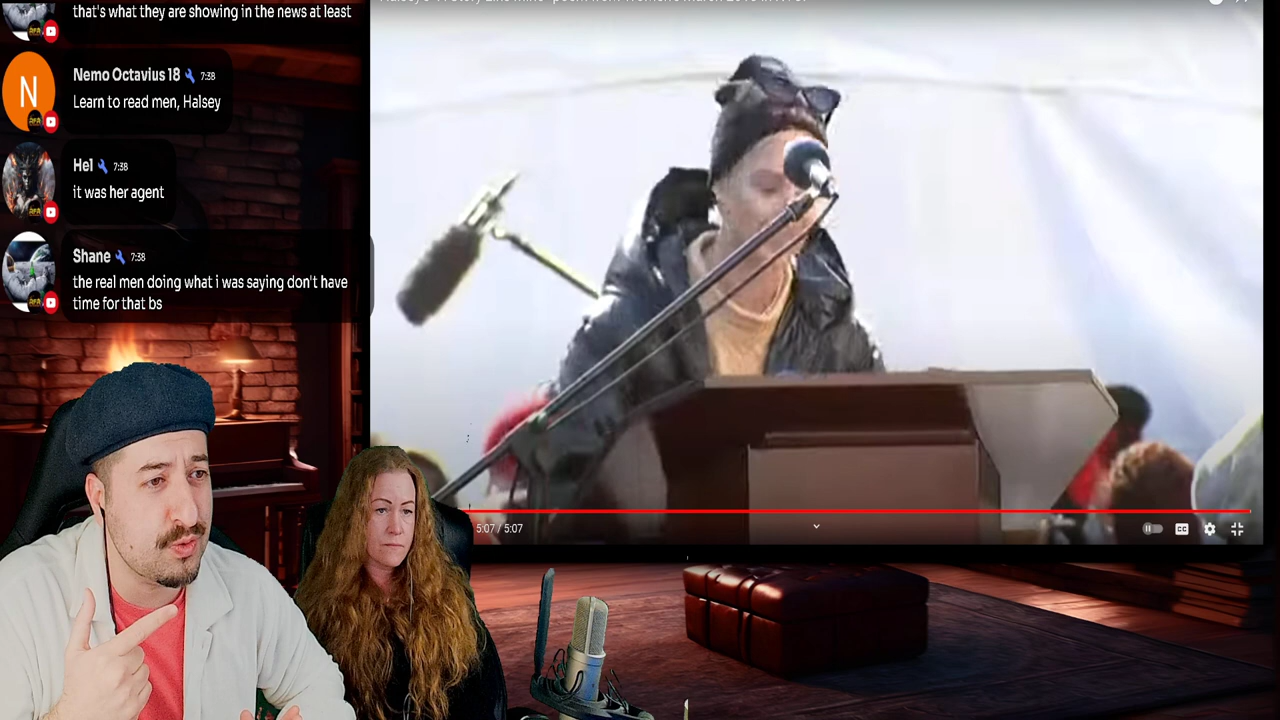 that's what they are showing in the news at least
Nemo Octavius 18 7:38
Learn to read men, Halsey
N
Hel 7:38
it was her agent
Shane 7:38
the real men doing what i was saying don't have
time for that bs
5:07 / 5:07
CC